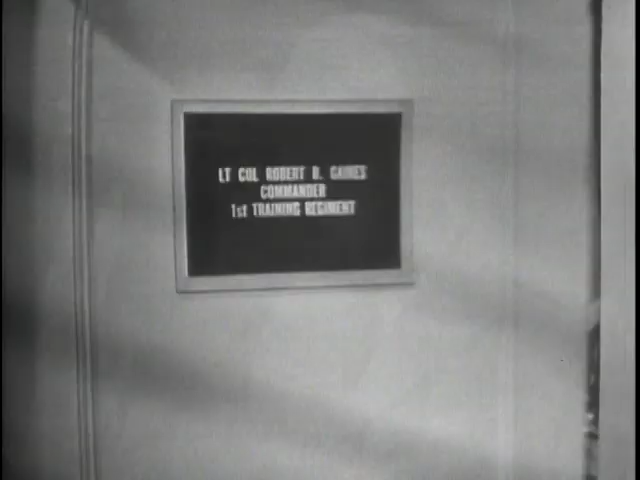 LT COL ROBERT B. GAINES
COMMANDER
1st TRAINING REGIMENT